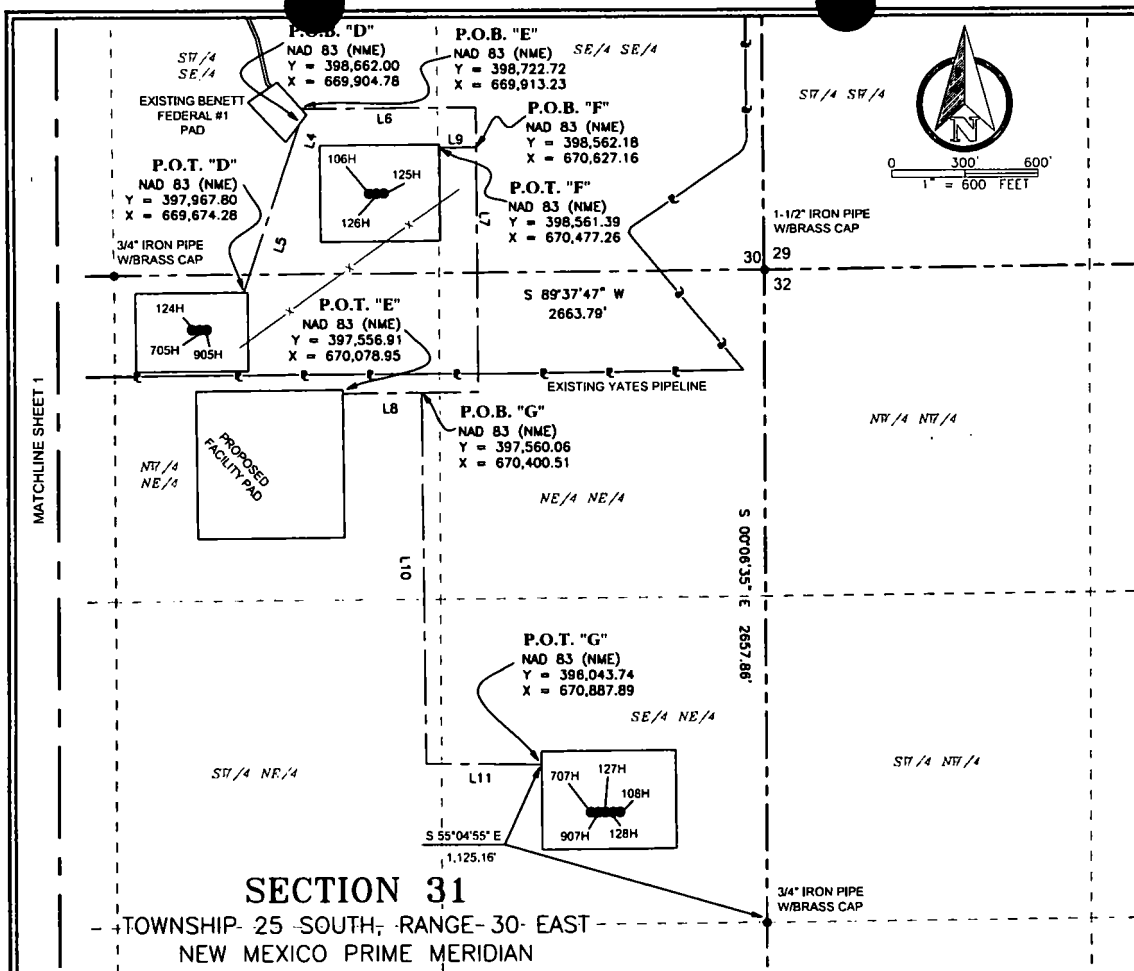 P.O.B. "D"
NAD 83 (NME)
Y = 398,662.00
X = 669,904.78
P.O.B. "E"
NAD 83 (NME)
Y = 398,722.72
X = 669,913.23
SW/4
SE/4
SE/4 SE/4
SW/4 SW/4
N
0 300' 600'
1" = 600 FEET
EXISTING BENETT
FEDERAL #1
PAD
L6
L4
L9
P.O.B. "F"
NAD 83 (NME)
Y = 398,562.18
X = 670,627.16
P.O.T. "D"
NAD 83 (NME)
Y = 397,967.80
X = 669,674.28
106H
125H
126H
P.O.T. "F"
NAD 83 (NME)
Y = 398,561.39
X = 670,477.26
L5
L7
3/4" IRON PIPE
W/BRASS CAP
1-1/2" IRON PIPE
W/BRASS CAP
30 29
32
S 89°37'47" W
2663.79'
124H
705H
905H
P.O.T. "E"
NAD 83 (NME)
Y = 397,556.91
X = 670,078.95
EXISTING YATES PIPELINE
L8
MATCHLINE SHEET 1
P.O.B. "G"
NAD 83 (NME)
Y = 397,560.06
X = 670,400.51
PROPOSED
FACILITY PAD
NW/4
NE/4
NE/4 NE/4
NW/4 NW/4
L10
S 00°06'35" E 2657.86'
P.O.T. "G"
NAD 83 (NME)
Y = 396,043.74
X = 670,887.89
SE/4 NE/4
SW/4 NE/4
SW/4 NW/4
L11
707H
127H
108H
907H
128H
S 55°04'55" E
1,125.16'
3/4" IRON PIPE
W/BRASS CAP
SECTION 31
TOWNSHIP 25 SOUTH, RANGE 30 EAST
NEW MEXICO PRIME MERIDIAN